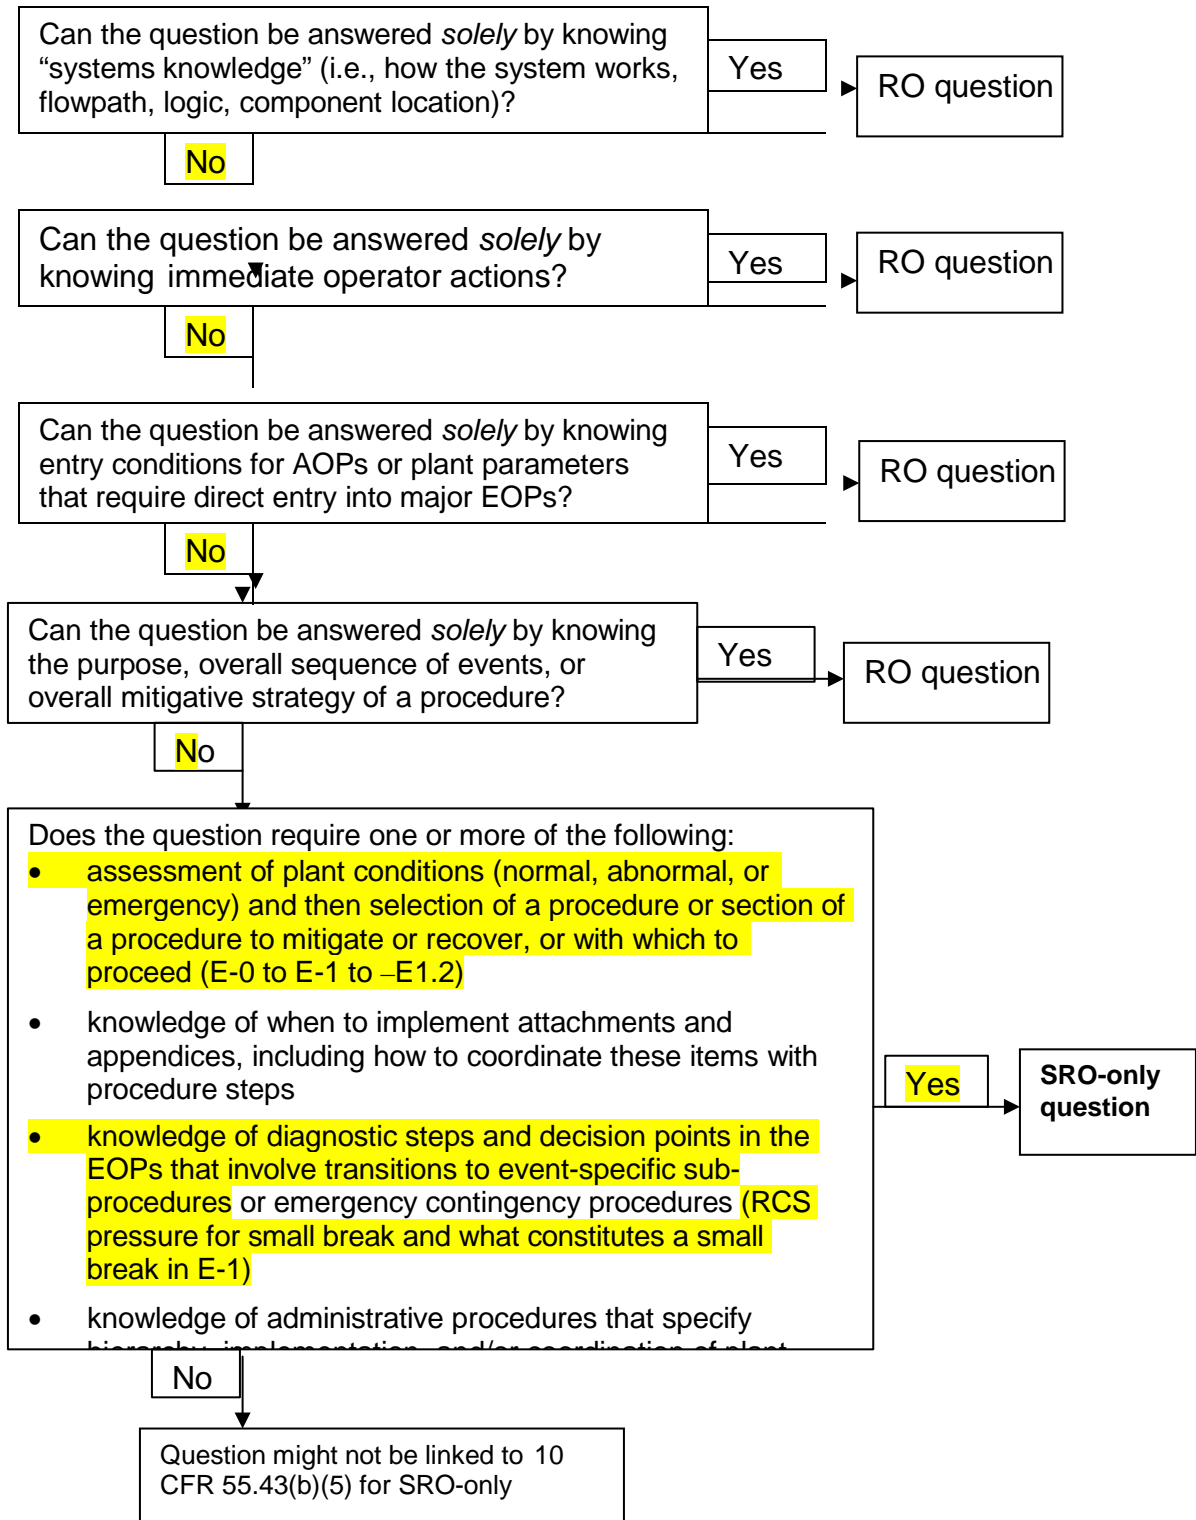 Can the question be answered solely by knowing
“systems knowledge” (i.e., how the system works,
flowpath, logic, component location)?
Yes
RO question
No
Can the question be answered solely by
knowing immediate operator actions?
Yes
RO question
No
Can the question be answered solely by knowing
entry conditions for AOPs or plant parameters
that require direct entry into major EOPs?
Yes
RO question
No
Can the question be answered solely by knowing
the purpose, overall sequence of events, or
overall mitigative strategy of a procedure?
Yes
RO question
No
Does the question require one or more of the following:
• assessment of plant conditions (normal, abnormal, or
emergency) and then selection of a procedure or section of
a procedure to mitigate or recover, or with which to
proceed (E-0 to E-1 to –E1.2)
• knowledge of when to implement attachments and
appendices, including how to coordinate these items with
procedure steps
• knowledge of diagnostic steps and decision points in the
EOPs that involve transitions to event-specific sub-
procedures or emergency contingency procedures (RCS
pressure for small break and what constitutes a small
break in E-1)
• knowledge of administrative procedures that specify
hierarchy, implementation, and/or coordination of plant
Yes
SRO-only
question
No
Question might not be linked to 10
CFR 55.43(b)(5) for SRO-only